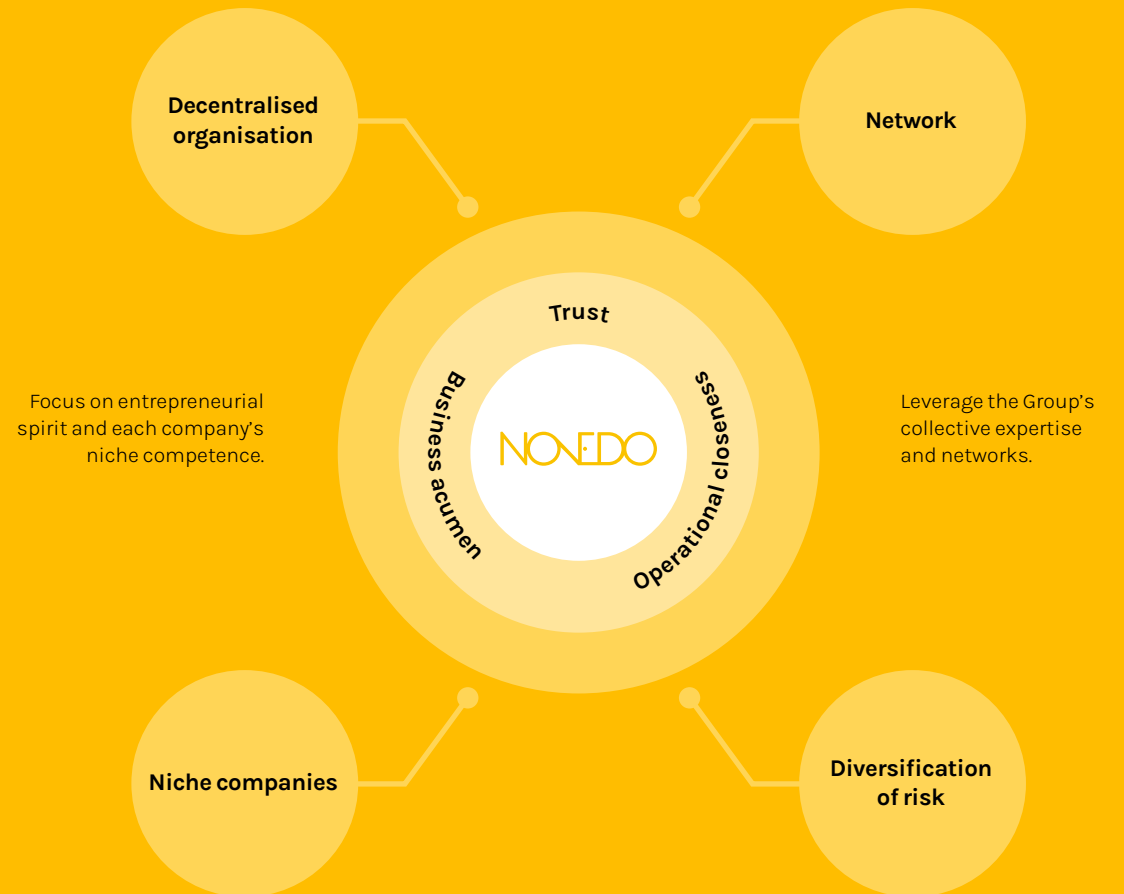 Decentralised
organisation
Network
Trust
Business acumen
Operational closeness
NOVEDO
Focus on entrepreneurial
spirit and each company’s
niche competence.
Leverage the Group’s
collective expertise
and networks.
Niche companies
Diversification
of risk